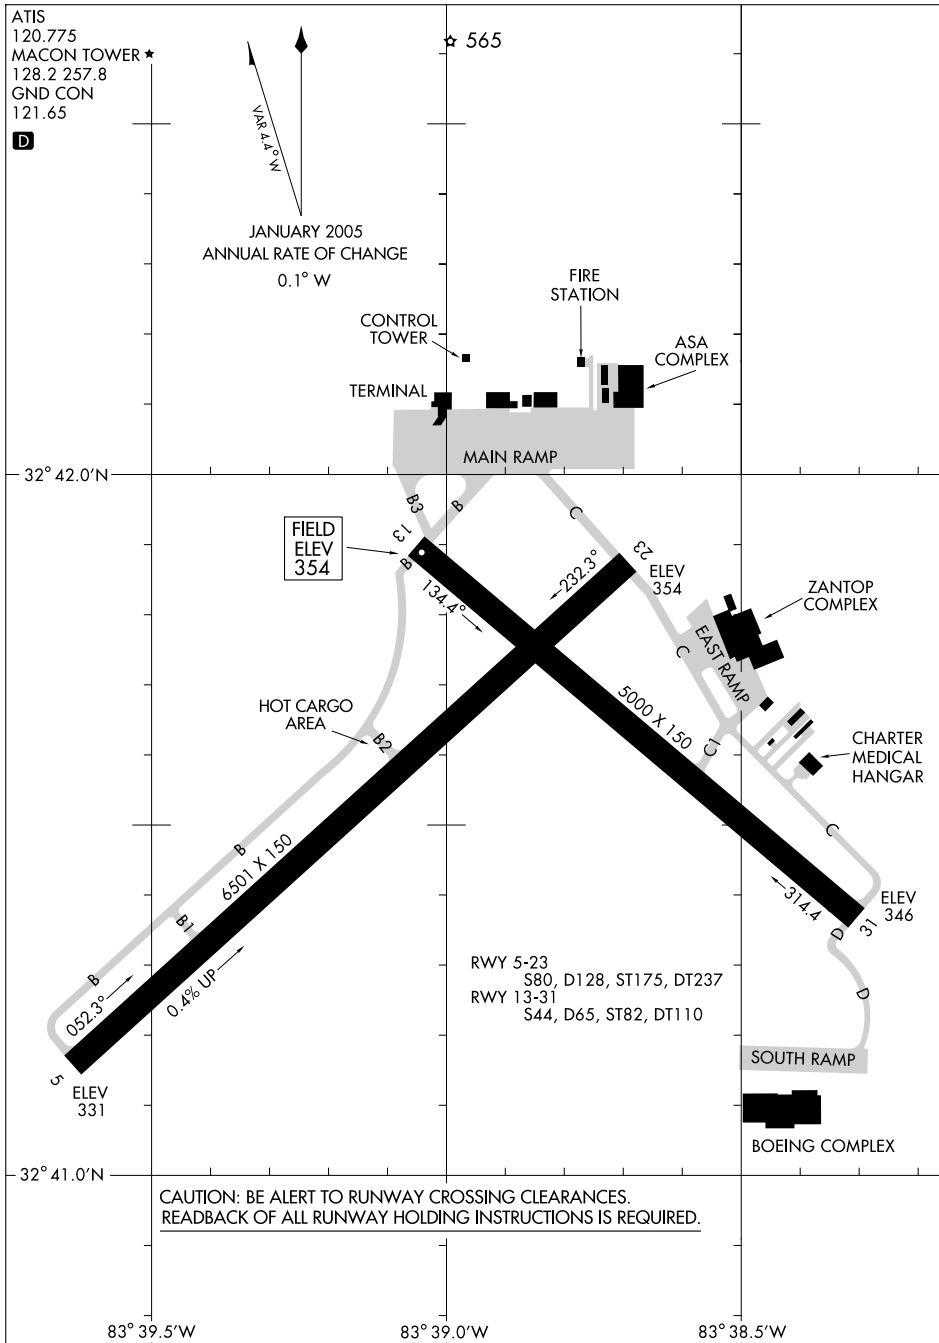 ATIS
120.775
MACON TOWER ★
128.2 257.8
GND CON
121.65
D
565
VAR 4.4° W
JANUARY 2005
ANNUAL RATE OF CHANGE
0.1° W
FIRE
STATION
CONTROL
TOWER
ASA
COMPLEX
TERMINAL
MAIN RAMP
32° 42.0'N
B3
B
C
13
FIELD
ELEV
354
B
134.4°
232.3°
23
ELEV
354
ZANTOP
COMPLEX
C
EAST RAMP
HOT CARGO
AREA
B2
5000 X 150
C1
CHARTER
MEDICAL
HANGAR
C
B
6501 X 150
B1
314.4
ELEV
346
31
D
B
052.3°
0.4% UP
RWY 5-23
S80, D128, ST175, DT237
RWY 13-31
S44, D65, ST82, DT110
D
SOUTH RAMP
5
ELEV
331
BOEING COMPLEX
32° 41.0'N
CAUTION: BE ALERT TO RUNWAY CROSSING CLEARANCES.
READBACK OF ALL RUNWAY HOLDING INSTRUCTIONS IS REQUIRED.
83° 39.5'W
83° 39.0'W
83° 38.5'W